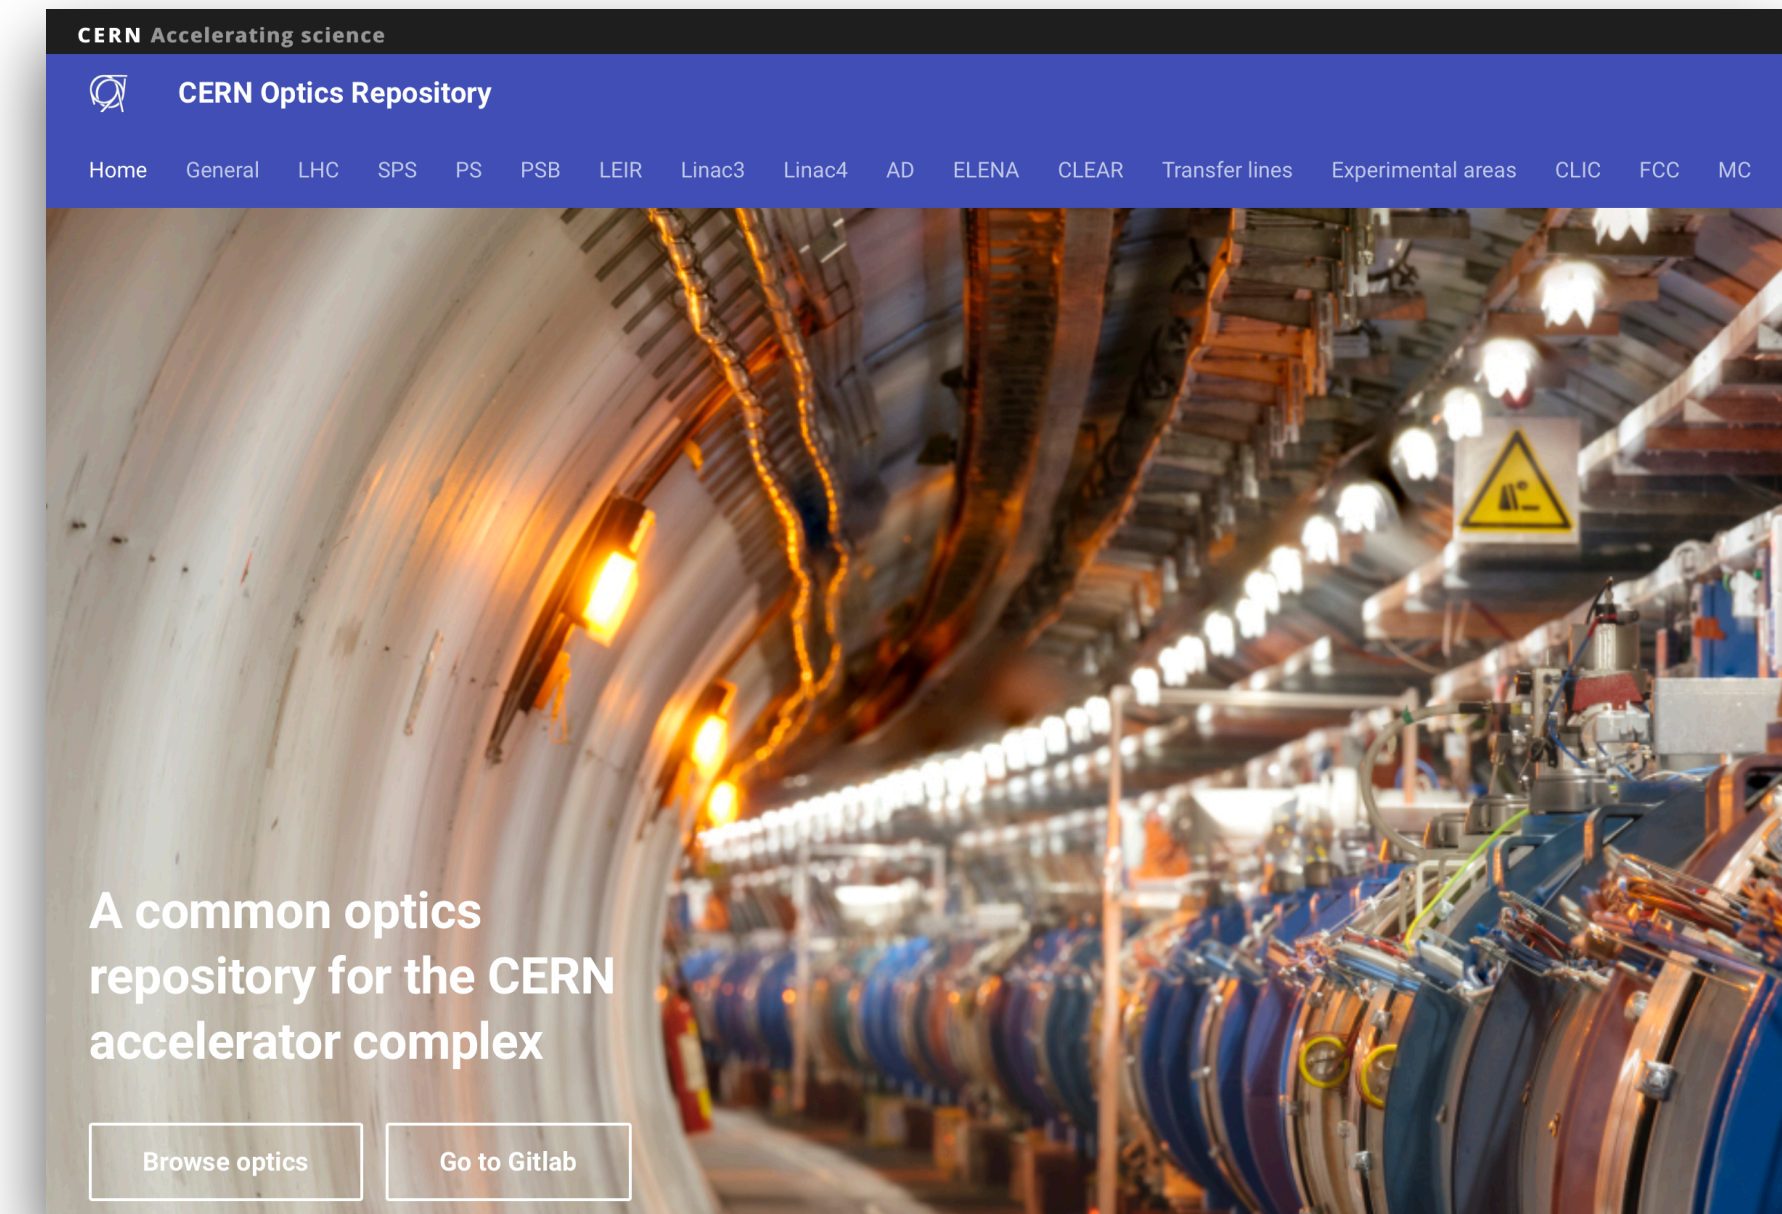 CERN Accelerating science
CERN Optics Repository
Home General LHC SPS PS PSB LEIR Linac3 Linac4 AD ELENA CLEAR Transfer lines Experimental areas CLIC FCC MC
A common optics
repository for the CERN
accelerator complex
Browse optics Go to Gitlab